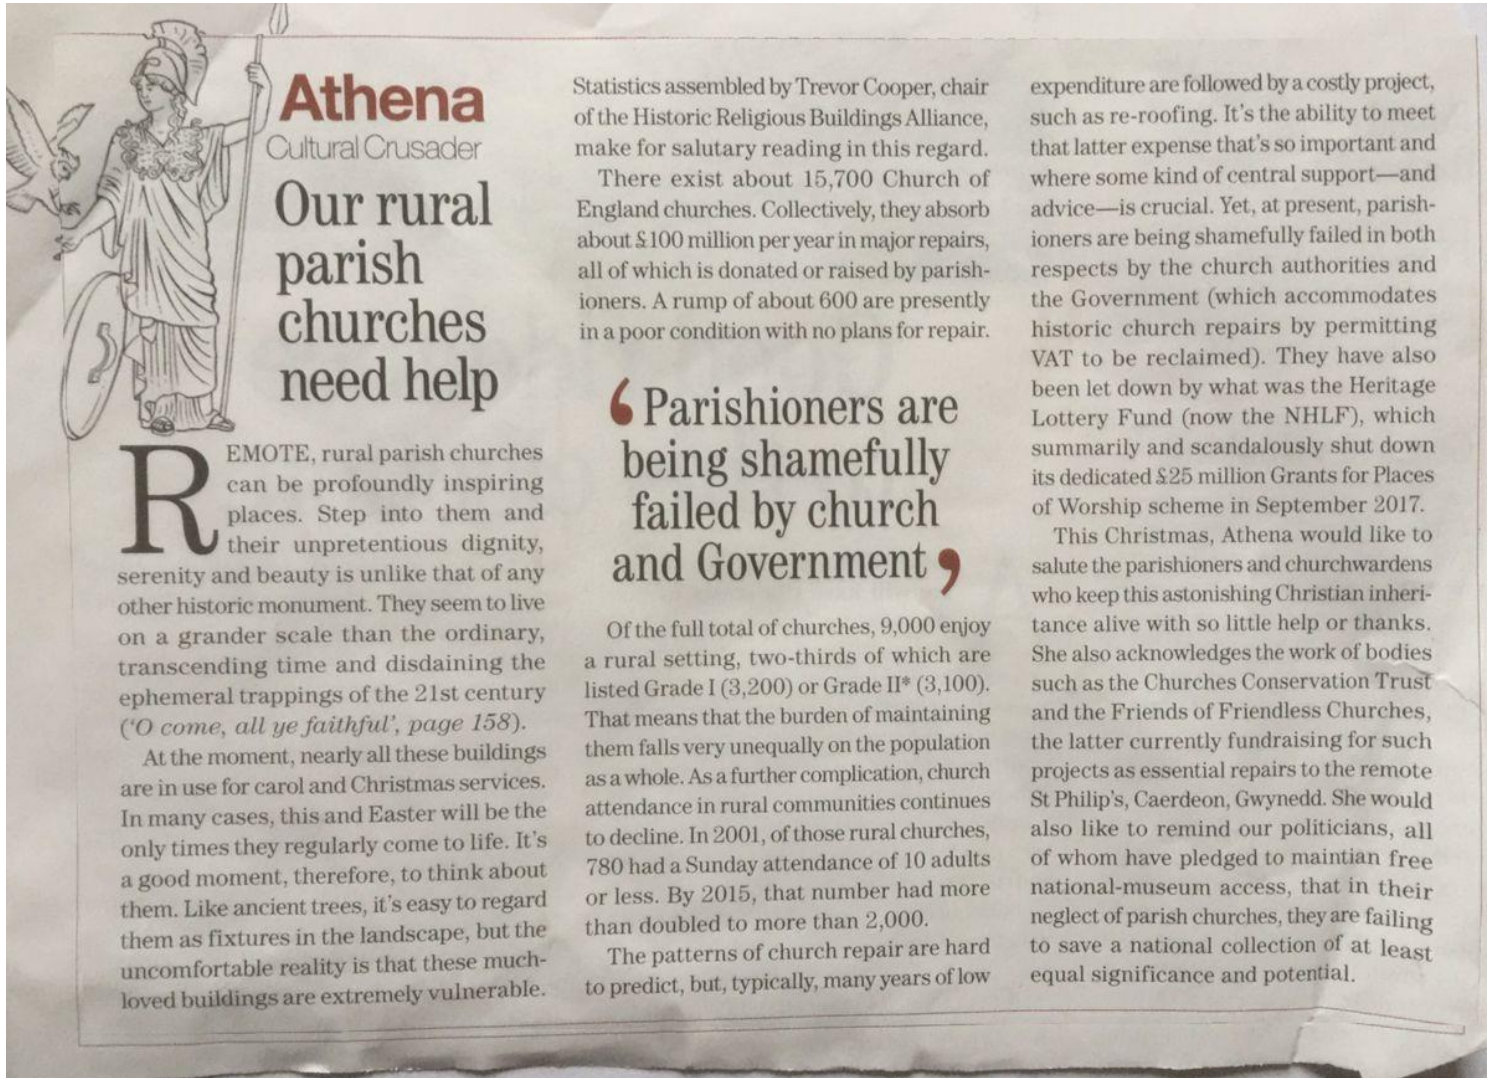 Athena
Cultural Crusader
Our rural
parish
churches
need help
REMOTE, rural parish churches
can be profoundly inspiring
places. Step into them and
their unpretentious dignity,
serenity and beauty is unlike that of any
other historic monument. They seem to live
on a grander scale than the ordinary,
transcending time and disdaining the
ephemeral trappings of the 21st century
(‘O come, all ye faithful’, page 158).
At the moment, nearly all these buildings
are in use for carol and Christmas services.
In many cases, this and Easter will be the
only times they regularly come to life. It’s
a good moment, therefore, to think about
them. Like ancient trees, it’s easy to regard
them as fixtures in the landscape, but the
uncomfortable reality is that these much-
loved buildings are extremely vulnerable.
Statistics assembled by Trevor Cooper, chair
of the Historic Religious Buildings Alliance,
make for salutary reading in this regard.
There exist about 15,700 Church of
England churches. Collectively, they absorb
about £100 million per year in major repairs,
all of which is donated or raised by parish-
ioners. A rump of about 600 are presently
in a poor condition with no plans for repair.
‘Parishioners are
being shamefully
failed by church
and Government’
Of the full total of churches, 9,000 enjoy
a rural setting, two-thirds of which are
listed Grade I (3,200) or Grade II* (3,100).
That means that the burden of maintaining
them falls very unequally on the population
as a whole. As a further complication, church
attendance in rural communities continues
to decline. In 2001, of those rural churches,
780 had a Sunday attendance of 10 adults
or less. By 2015, that number had more
than doubled to more than 2,000.
The patterns of church repair are hard
to predict, but, typically, many years of low
expenditure are followed by a costly project,
such as re-roofing. It’s the ability to meet
that latter expense that’s so important and
where some kind of central support—and
advice—is crucial. Yet, at present, parish-
ioners are being shamefully failed in both
respects by the church authorities and
the Government (which accommodates
historic church repairs by permitting
VAT to be reclaimed). They have also
been let down by what was the Heritage
Lottery Fund (now the NHLF), which
summarily and scandalously shut down
its dedicated £25 million Grants for Places
of Worship scheme in September 2017.
This Christmas, Athena would like to
salute the parishioners and churchwardens
who keep this astonishing Christian inheri-
tance alive with so little help or thanks.
She also acknowledges the work of bodies
such as the Churches Conservation Trust
and the Friends of Friendless Churches,
the latter currently fundraising for such
projects as essential repairs to the remote
St Philip’s, Caerdeon, Gwynedd. She would
also like to remind our politicians, all
of whom have pledged to maintian free
national-museum access, that in their
neglect of parish churches, they are failing
to save a national collection of at least
equal significance and potential.